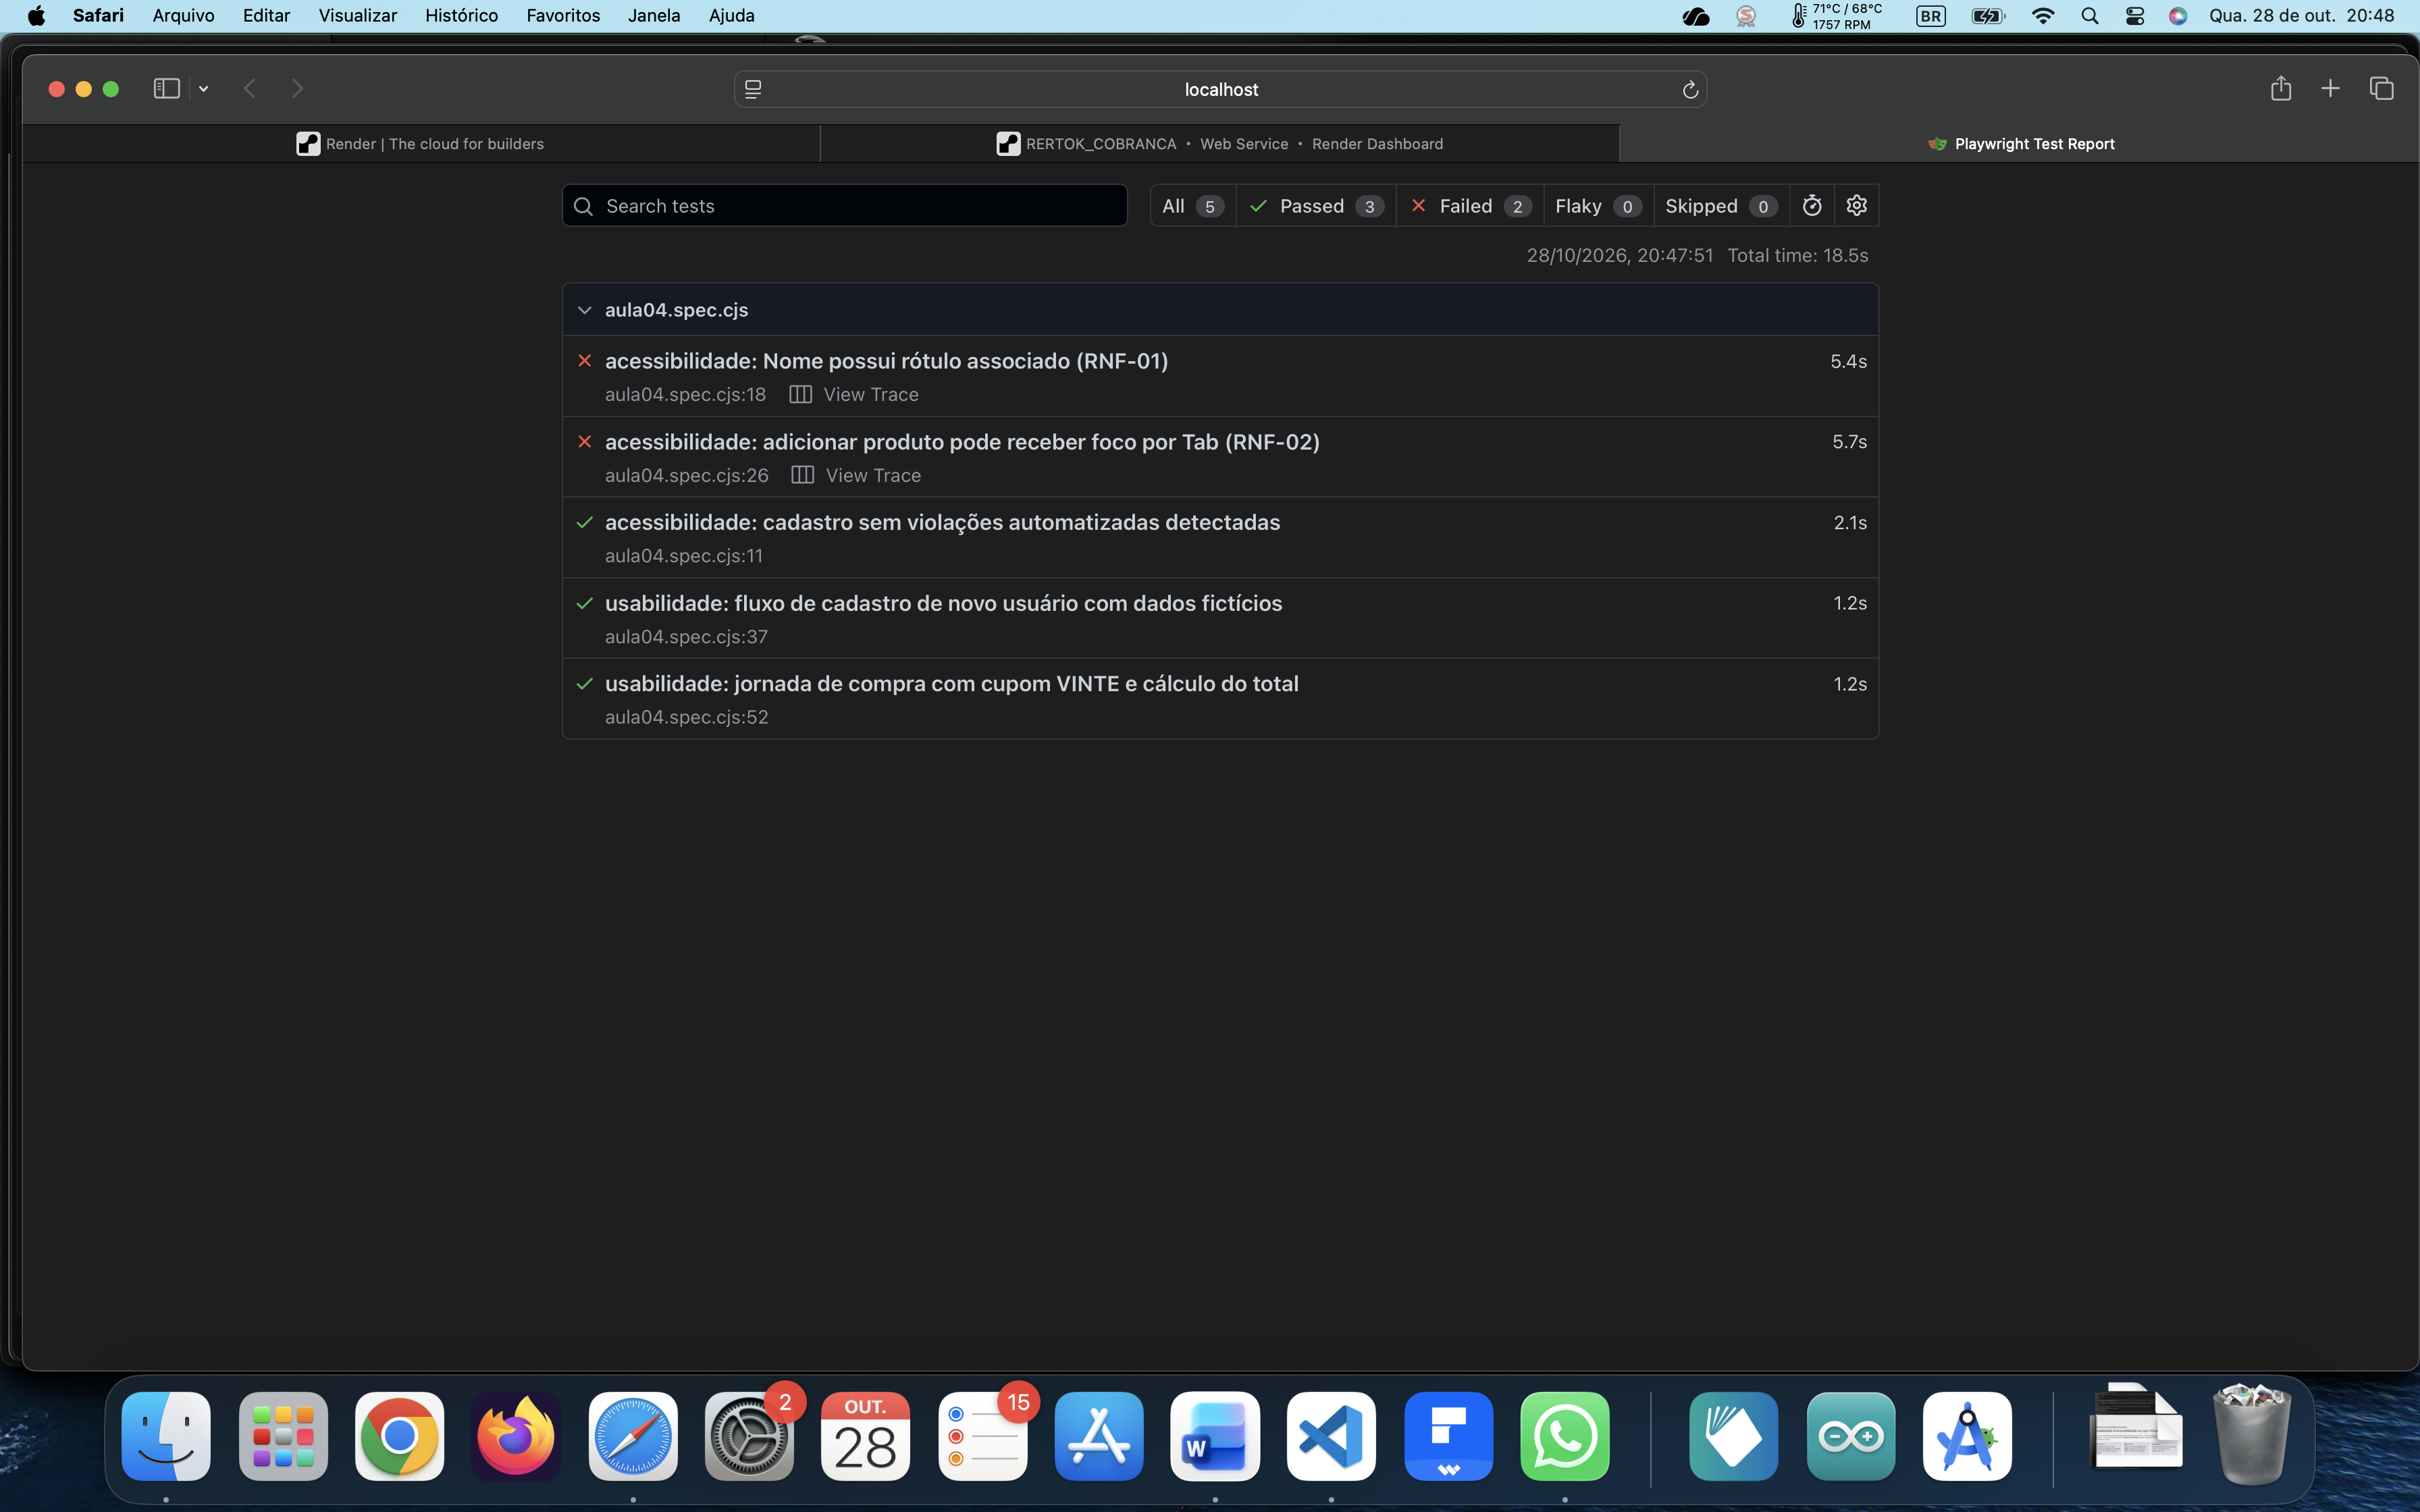 Safari Arquivo Editar Visualizar Histórico Favoritos Janela Ajuda
71°C / 68°C
1757 RPM
BR
Qua. 28 de out. 20:48
localhost
Render | The cloud for builders
RERTOK_COBRANCA • Web Service • Render Dashboard
Playwright Test Report
Search tests
All 5 Passed 3 Failed 2 Flaky 0 Skipped 0
28/10/2026, 20:47:51 Total time: 18.5s
aula04.spec.cjs
acessibilidade: Nome possui rótulo associado (RNF-01) 5.4s
aula04.spec.cjs:18 View Trace
acessibilidade: adicionar produto pode receber foco por Tab (RNF-02) 5.7s
aula04.spec.cjs:26 View Trace
acessibilidade: cadastro sem violações automatizadas detectadas 2.1s
aula04.spec.cjs:11
usabilidade: fluxo de cadastro de novo usuário com dados fictícios 1.2s
aula04.spec.cjs:37
usabilidade: jornada de compra com cupom VINTE e cálculo do total 1.2s
aula04.spec.cjs:52
2
OUT.
28
15
W